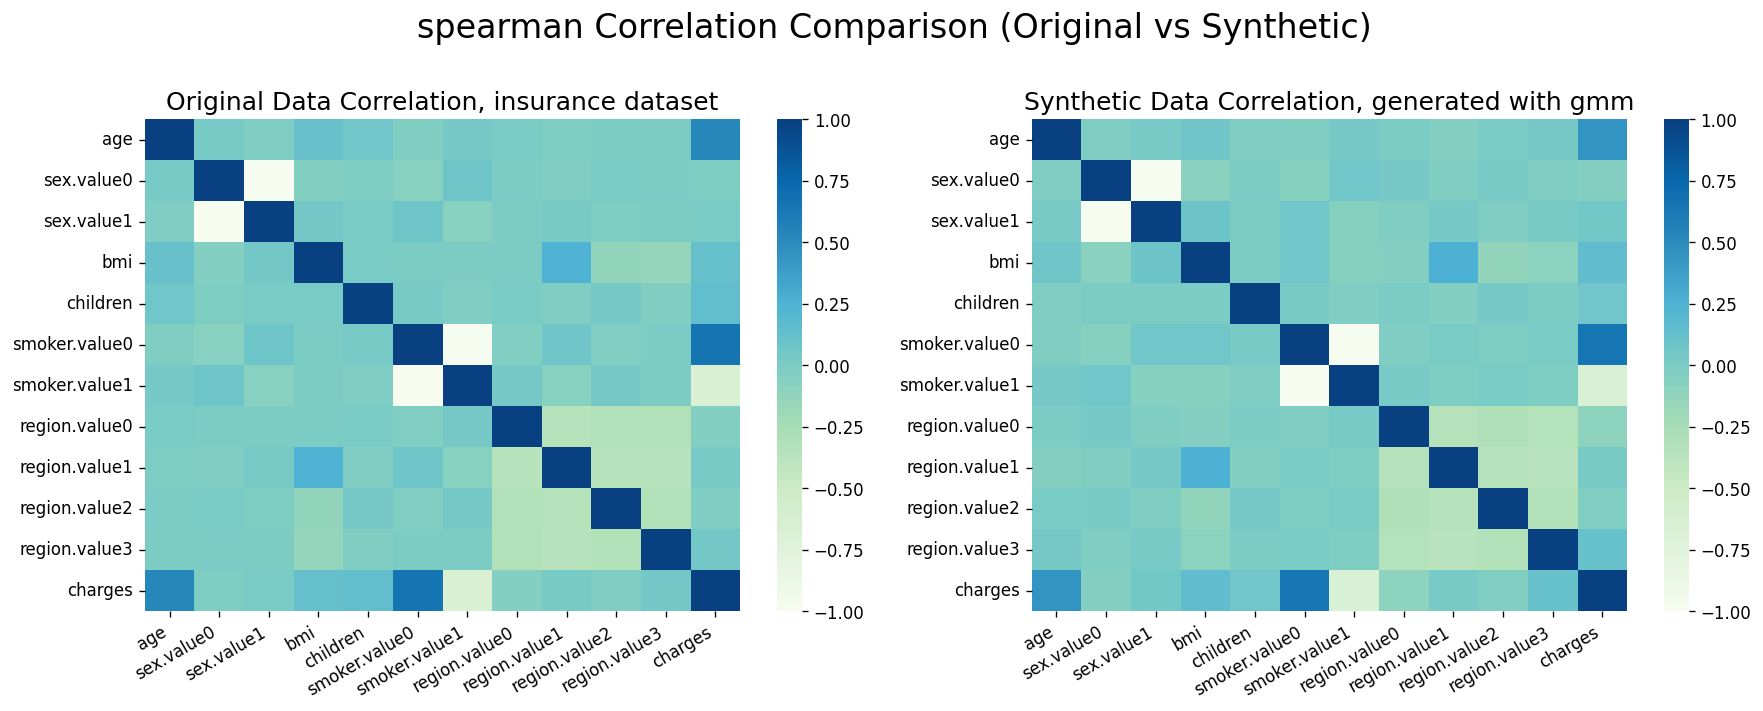 spearman Correlation Comparison (Original vs Synthetic)
Original Data Correlation, insurance dataset
age
sex.value0
sex.value1
bmi
children
smoker.value0
smoker.value1
region.value0
region.value1
region.value2
region.value3
charges
age
sex.value0
sex.value1
bmi
children
smoker.value0
smoker.value1
region.value0
region.value1
region.value2
region.value3
charges
1.00
0.75
0.50
0.25
0.00
−0.25
−0.50
−0.75
−1.00
Synthetic Data Correlation, generated with gmm
age
sex.value0
sex.value1
bmi
children
smoker.value0
smoker.value1
region.value0
region.value1
region.value2
region.value3
charges
age
sex.value0
sex.value1
bmi
children
smoker.value0
smoker.value1
region.value0
region.value1
region.value2
region.value3
charges
1.00
0.75
0.50
0.25
0.00
−0.25
−0.50
−0.75
−1.00